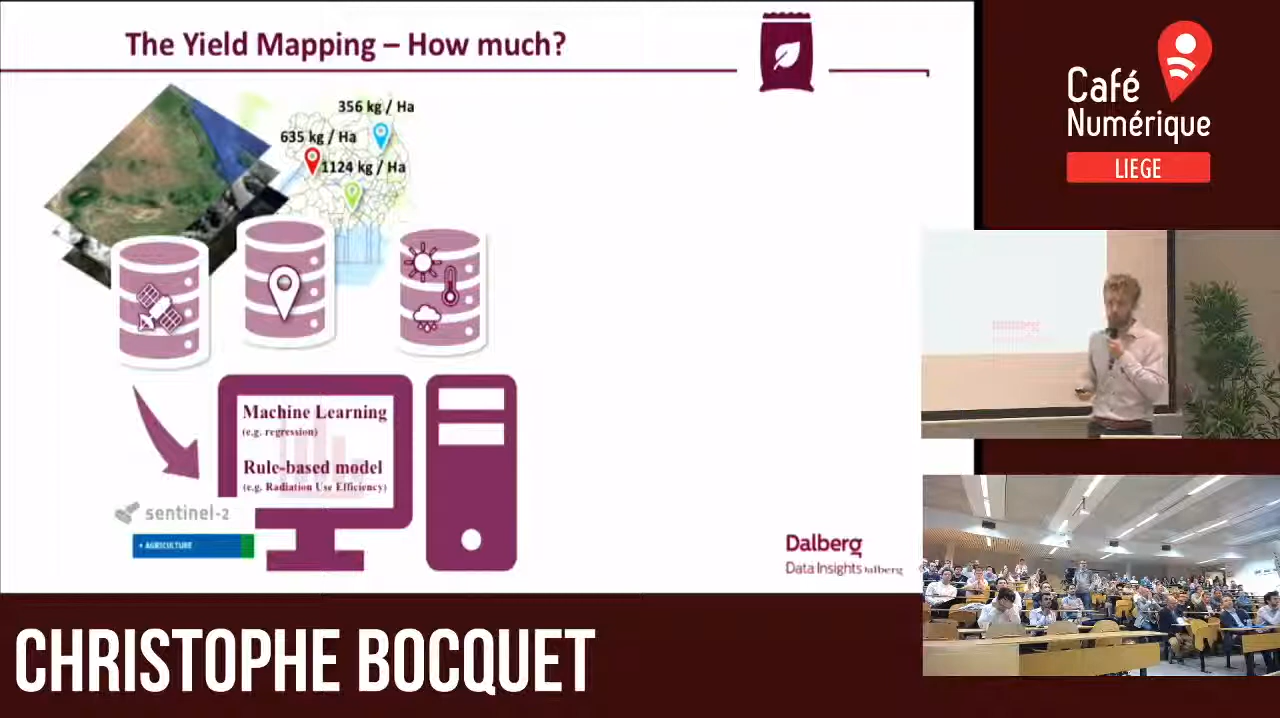 The Yield Mapping – How much?
356 kg / Ha
635 kg / Ha
1124 kg / Ha
Machine Learning
(e.g. regression)
Rule-based model
(e.g. Radiation Use Efficiency)
sentinel-2
+ AGRICULTURE
Dalberg
Data Insights Dalberg
Café
Numérique
LIEGE
CHRISTOPHE BOCQUET